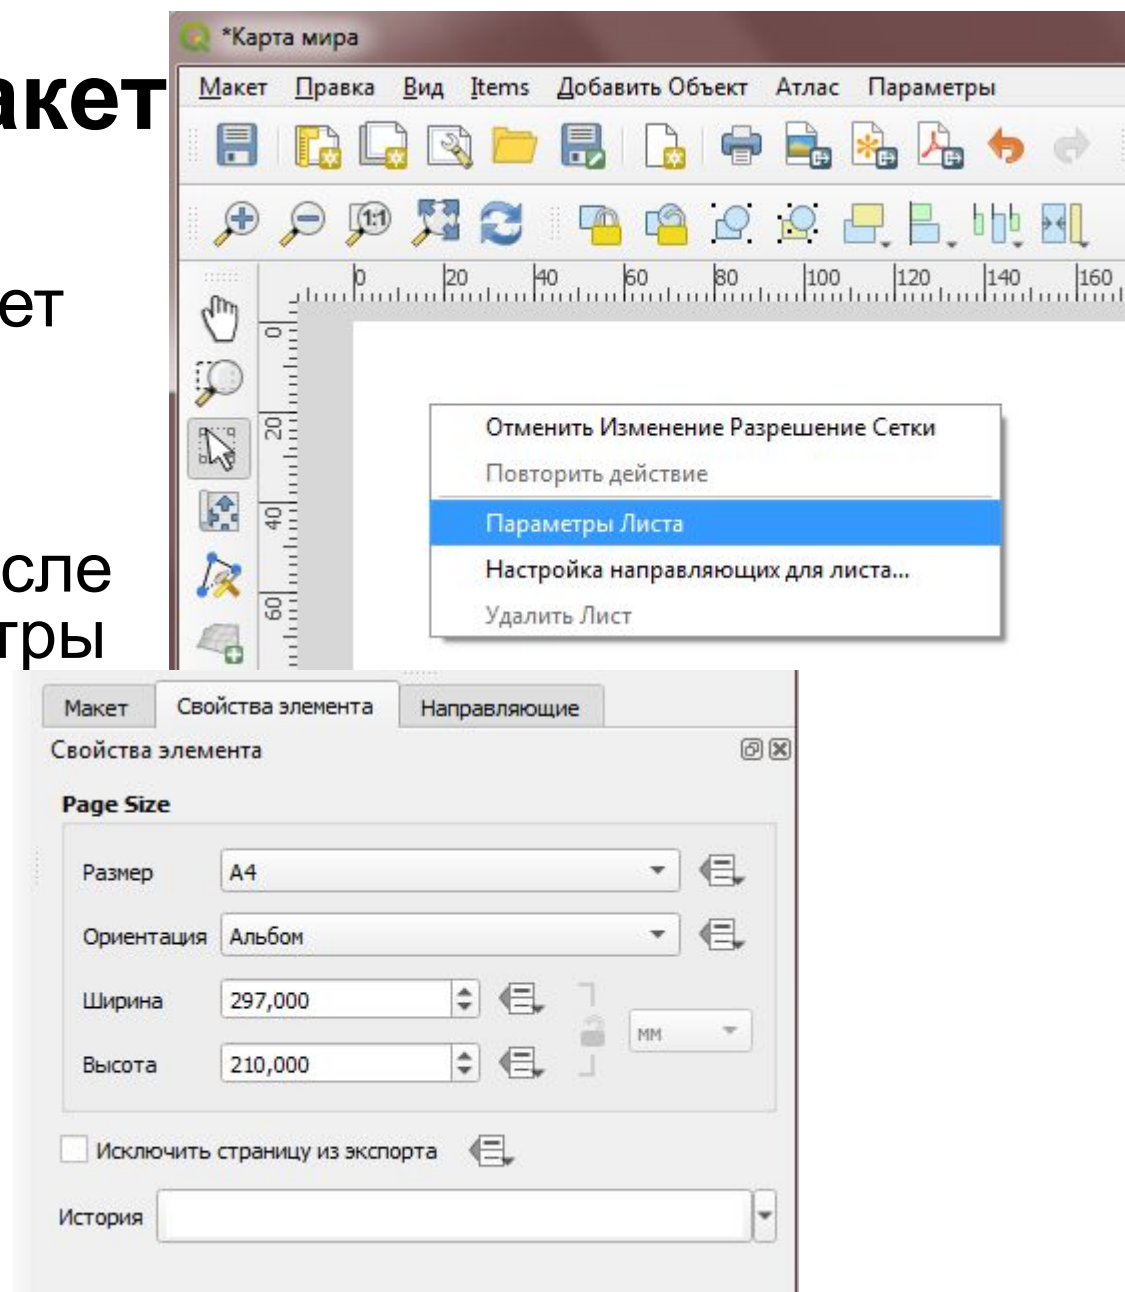 *Карта мира
акет
Макет Правка Вид Items Добавить Объект Атлас Параметры
1:1
0 20 40 60 80 100 120 140 160
ет
0
20
40
60
Отменить Изменение Разрешение Сетки
Повторить действие
Параметры Листа
Настройка направляющих для листа...
Удалить Лист
сле
тры
Макет Свойства элемента Направляющие
Свойства элемента
Page Size
Размер A4
Ориентация Альбом
Ширина 297,000
мм
Высота 210,000
Исключить страницу из экспорта
История